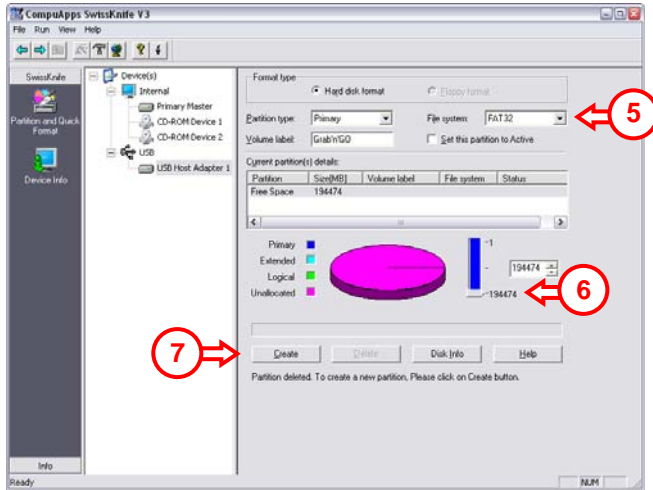 CompuApps SwissKnife V3
File Run View Help
SwissKnife
Partition and Quick Format
Device Info
Info
Device(s)
Internal
Primary Master
CD-ROM Device 1
CD-ROM Device 2
USB
USB Host Adapter 1
Format type
Hard disk format
Floppy format
Partition type: Primary File system: FAT32
5
Volume label: Grab'n'GO Set this partition to Active
Current partition(s) details:
Partition Size(MB) Volume label File system Status
Free Space 194474
Primary
Extended
Logical
Unallocated
-1
-
194474
-194474
6
7
Create Delete Disk Info Help
Partition deleted. To create a new partition, Please click on Create button.
Ready NUM